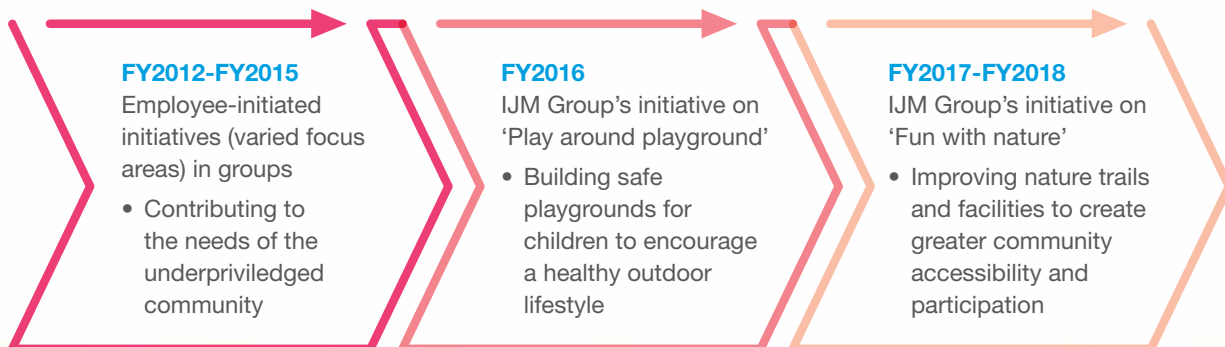 FY2012-FY2015
Employee-initiated
initiatives (varied focus
areas) in groups
• Contributing to
the needs of the
underpriviledged
community
FY2016
IJM Group’s initiative on
‘Play around playground’
• Building safe
playgrounds for
children to encourage
a healthy outdoor
lifestyle
FY2017-FY2018
IJM Group’s initiative on
‘Fun with nature’
• Improving nature trails
and facilities to create
greater community
accessibility and
participation